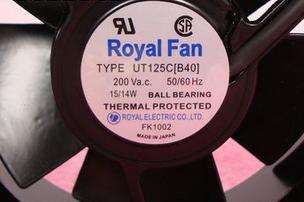 Royal Fan
TYPE UT125C[B40]
200 Va.c. 50/60 Hz
15/14W BALL BEARING
THERMAL PROTECTED
ROYAL ELECTRIC CO.,LTD.
FK1002
MADE IN JAPAN